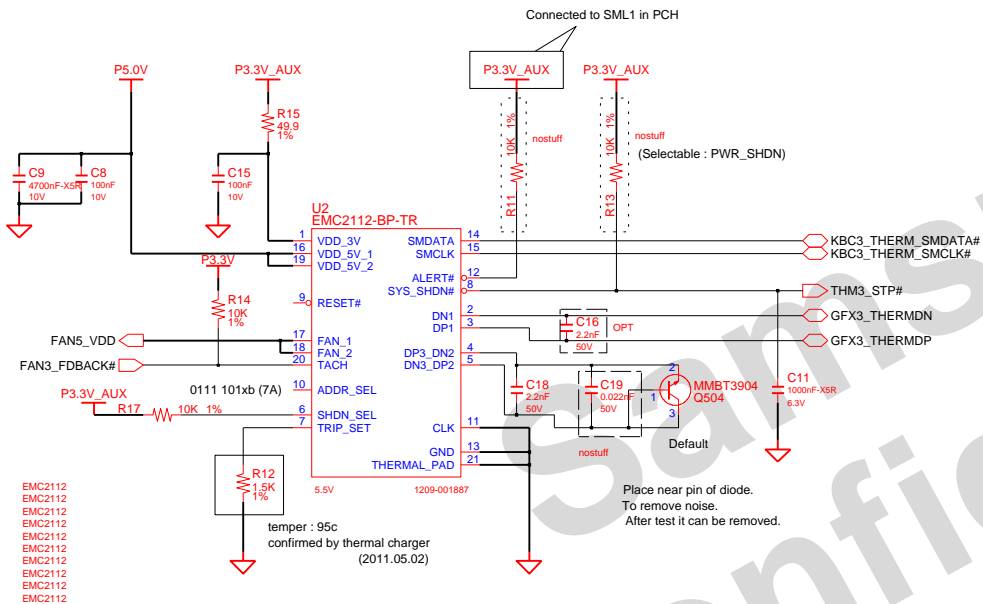 Connected to SML1 in PCH
P5.0V
P3.3V_AUX
P3.3V_AUX
P3.3V_AUX
R15
49.9
1%
10K 1%
R11
nostuff
10K 1%
R13
nostuff
(Selectable : PWR_SHDN)
C9
4700nF-X5R
10V
C8
100nF
10V
C15
100nF
10V
U2
EMC2112-BP-TR
1 VDD_3V
16 VDD_5V_1
19 VDD_5V_2
9 RESET#
17 FAN_1
18 FAN_2
20 TACH
10 ADDR_SEL
6 SHDN_SEL
7 TRIP_SET
SMDATA 14
SMCLK 15
ALERT# 12
SYS_SHDN# 8
DN1 2
DP1 3
DP3_DN2 4
DN3_DP2 5
CLK 11
GND 13
THERMAL_PAD 21
5.5V
1209-001887
P3.3V
R14
10K
1%
FAN5_VDD
FAN3_FDBACK#
0111 101xb (7A)
P3.3V_AUX
R17 10K 1%
R12
1.5K
1%
temper : 95c
confirmed by thermal charger
(2011.05.02)
KBC3_THERM_SMDATA#
KBC3_THERM_SMCLK#
THM3_STP#
GFX3_THERMDN
GFX3_THERMDP
C16
2.2nF
50V
OPT
C18
2.2nF
50V
C19
0.022nF
50V
nostuff
2
1
3
MMBT3904
Q504
Default
C11
1000nF-X5R
6.3V
Place near pin of diode.
To remove noise.
After test it can be removed.
EMC2112
EMC2112
EMC2112
EMC2112
EMC2112
EMC2112
EMC2112
EMC2112
EMC2112
EMC2112